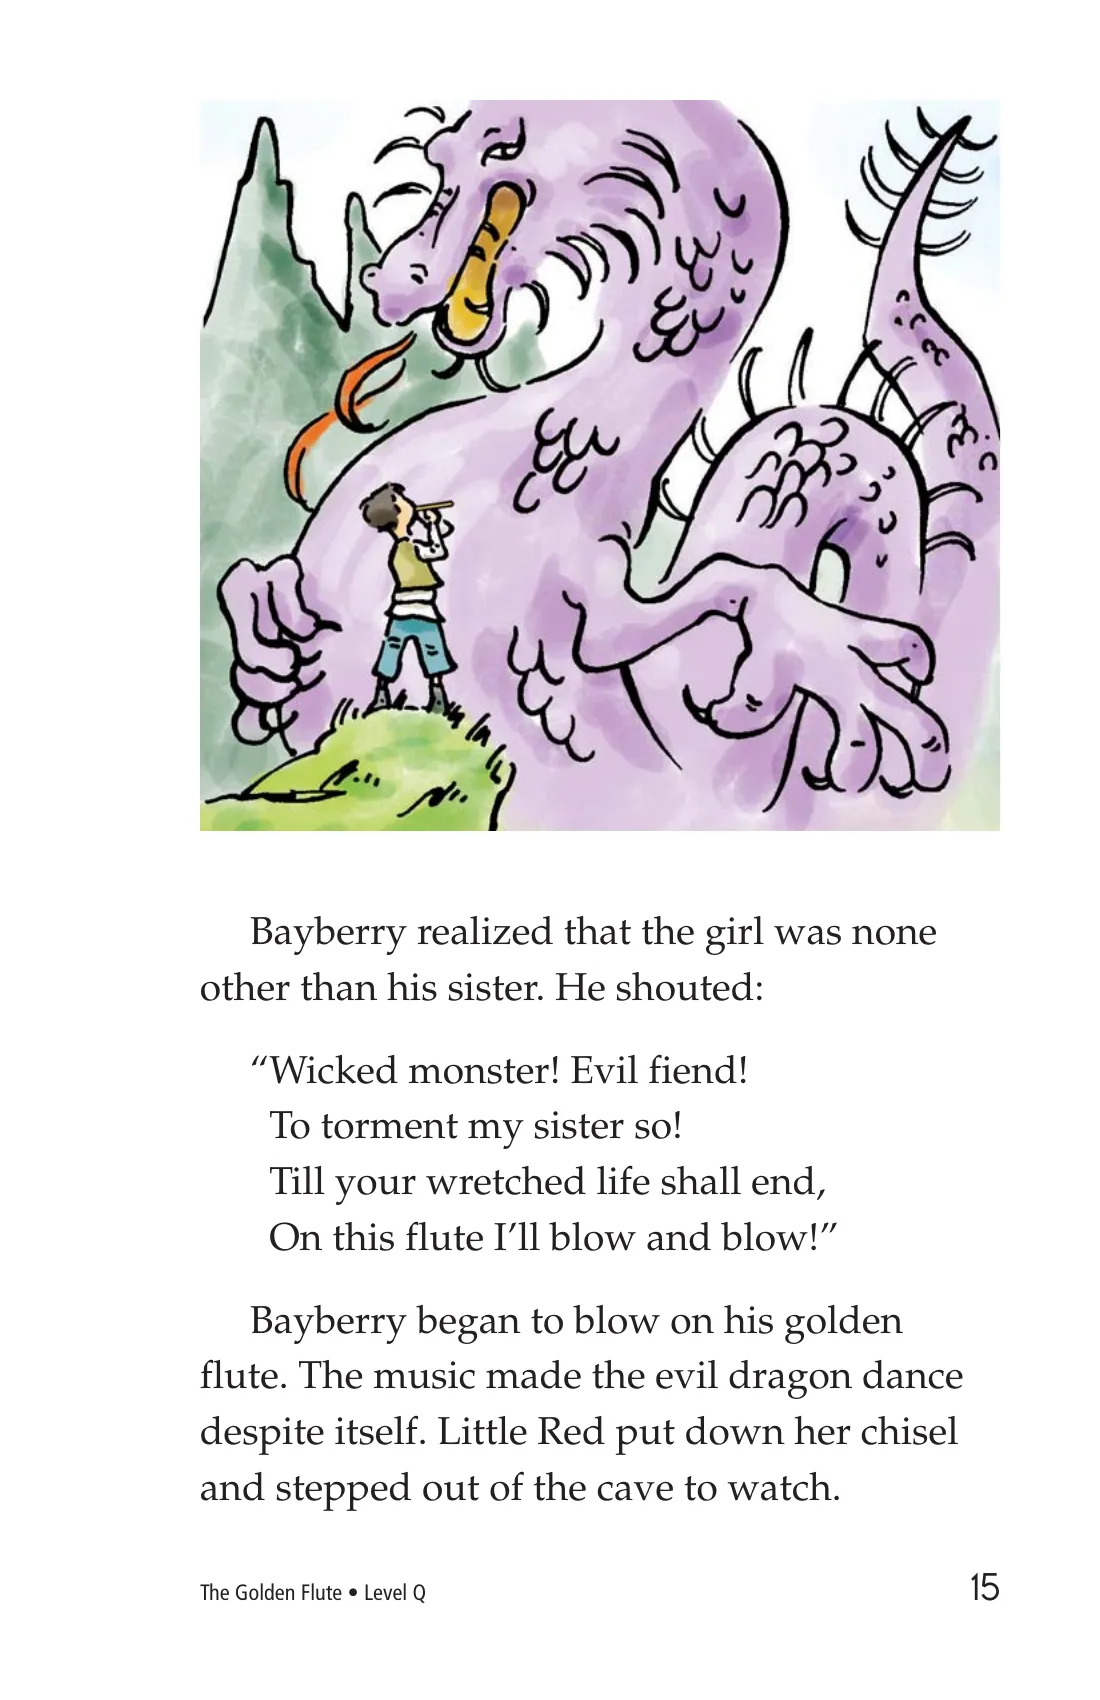 Bayberry realized that the girl was none
other than his sister. He shouted:
“Wicked monster! Evil fiend!
To torment my sister so!
Till your wretched life shall end,
On this flute I’ll blow and blow!”
Bayberry began to blow on his golden
flute. The music made the evil dragon dance
despite itself. Little Red put down her chisel
and stepped out of the cave to watch.
The Golden Flute • Level Q
15